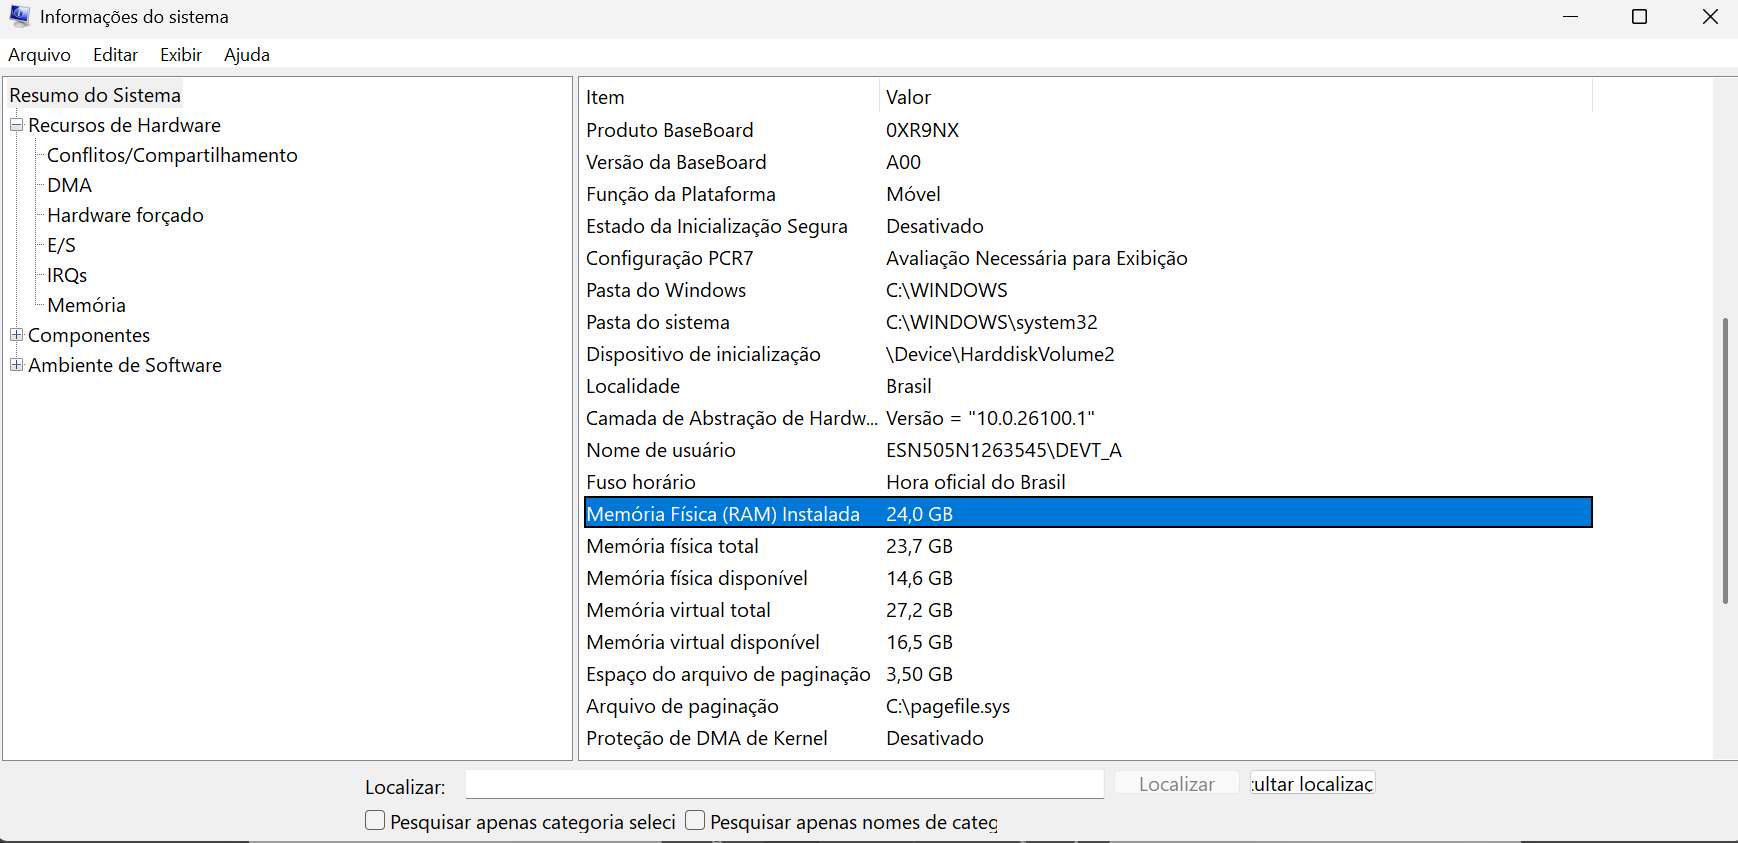 Informações do sistema
Arquivo Editar Exibir Ajuda
Resumo do Sistema
Recursos de Hardware
Conflitos/Compartilhamento
DMA
Hardware forçado
E/S
IRQs
Memória
Componentes
Ambiente de Software
Item Valor
Produto BaseBoard 0XR9NX
Versão da BaseBoard A00
Função da Plataforma Móvel
Estado da Inicialização Segura Desativado
Configuração PCR7 Avaliação Necessária para Exibição
Pasta do Windows C:\WINDOWS
Pasta do sistema C:\WINDOWS\system32
Dispositivo de inicialização \Device\HarddiskVolume2
Localidade Brasil
Camada de Abstração de Hardw... Versão = "10.0.26100.1"
Nome de usuário ESN505N1263545\DEVT_A
Fuso horário Hora oficial do Brasil
Memória Física (RAM) Instalada 24,0 GB
Memória física total 23,7 GB
Memória física disponível 14,6 GB
Memória virtual total 27,2 GB
Memória virtual disponível 16,5 GB
Espaço do arquivo de paginação 3,50 GB
Arquivo de paginação C:\pagefile.sys
Proteção de DMA de Kernel Desativado
Localizar: Localizar ultar localizaç
Pesquisar apenas categoria seleci Pesquisar apenas nomes de categ